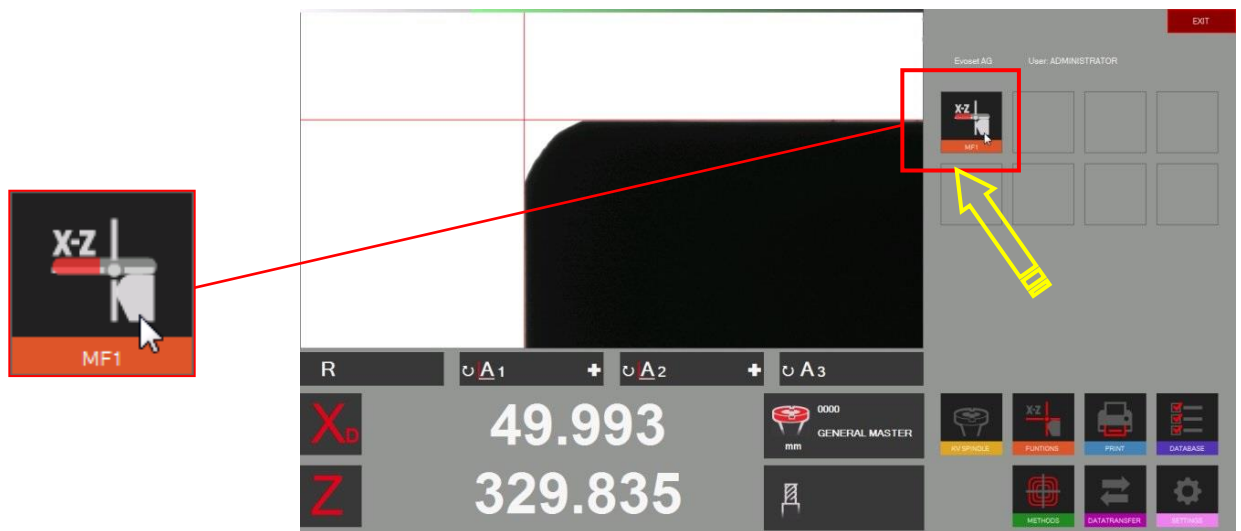 EXIT
Evoset AG User: ADMINISTRATOR
X-Z
MF1
X-Z
MF1
R A1 + A2 + A3
XD 49.993 0000
GENERAL MASTER
mm
Z 329.835
X-Z
KV SPINDLE FUNTIONS PRINT DATABASE
METHODS DATATRANSFER SETTINGS